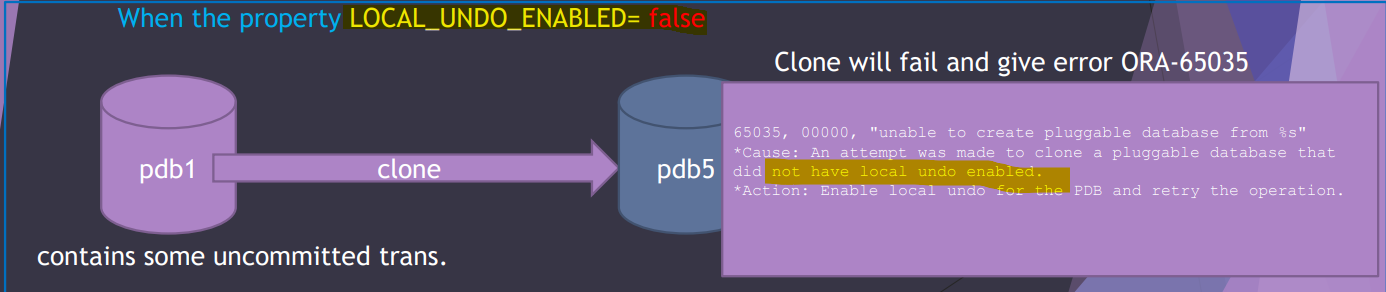 When the property LOCAL_UNDO_ENABLED= false
Clone will fail and give error ORA-65035
65035, 00000, "unable to create pluggable database from %s"
*Cause: An attempt was made to clone a pluggable database that
did not have local undo enabled.
*Action: Enable local undo for the PDB and retry the operation.
pdb1
clone
pdb5
contains some uncommitted trans.